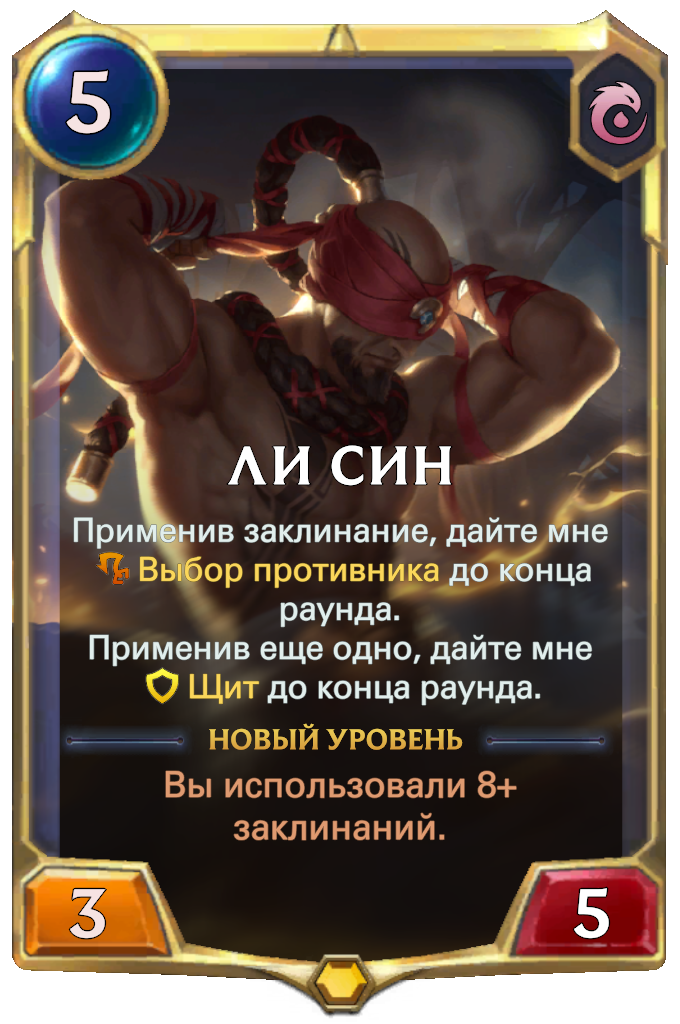 5
ЛИ СИН
Применив заклинание, дайте мне
Выбор противника до конца
раунда.
Применив еще одно, дайте мне
Щит до конца раунда.
НОВЫЙ УРОВЕНЬ
Вы использовали 8+
заклинаний.
3
5